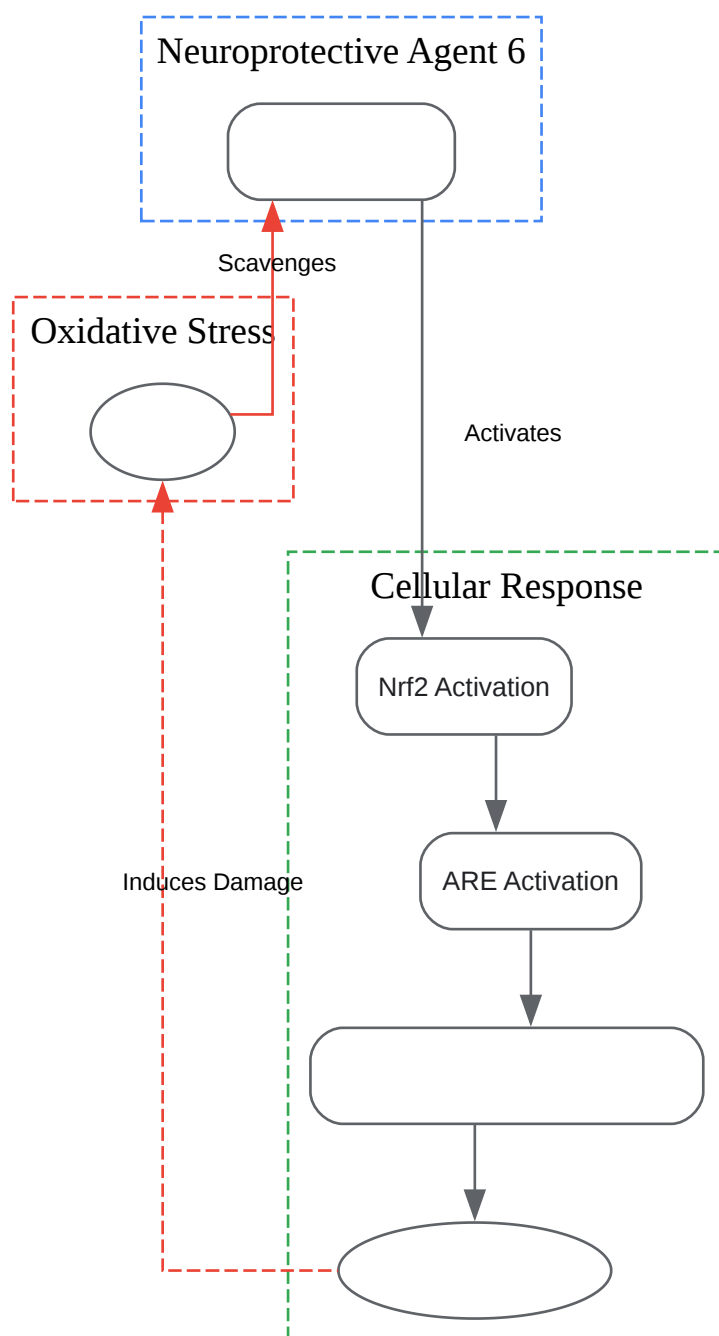 Neuroprotective Agent 6
Scavenges
Oxidative Stress
Activates
Cellular Response
Nrf2 Activation
Induces Damage
ARE Activation